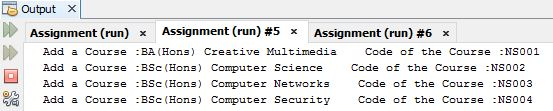 Output ×
Assignment (run) × Assignment (run) #5 × Assignment (run) #6 ×
Add a Course :BA(Hons) Creative Multimedia Code of the Course :NS001
Add a Course :BSc(Hons) Computer Science Code of the Course :NS002
Add a Course :BSc(Hons) Computer Networks Code of the Course :NS003
Add a Course :BSc(Hons) Computer Security Code of the Course :NS004